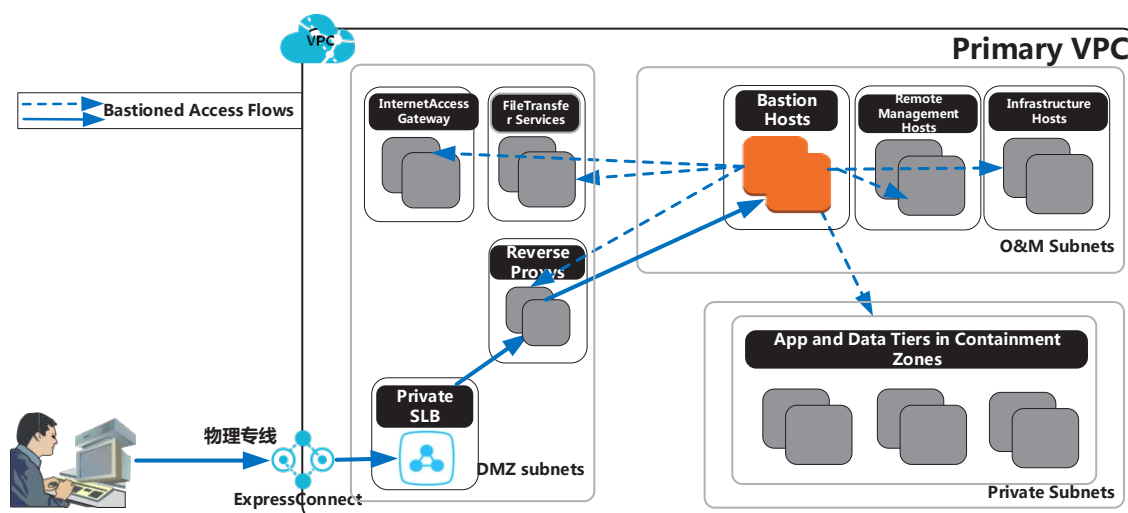 VPC
Primary VPC
Bastioned Access Flows
InternetAccess
Gateway
FileTransfe
r Services
Bastion
Hosts
Remote
Management
Hosts
Infrastructure
Hosts
O&M Subnets
Reverse
Proxys
App and Data Tiers in Containment
Zones
Private
SLB
物理专线
DMZ subnets
ExpressConnect
Private Subnets